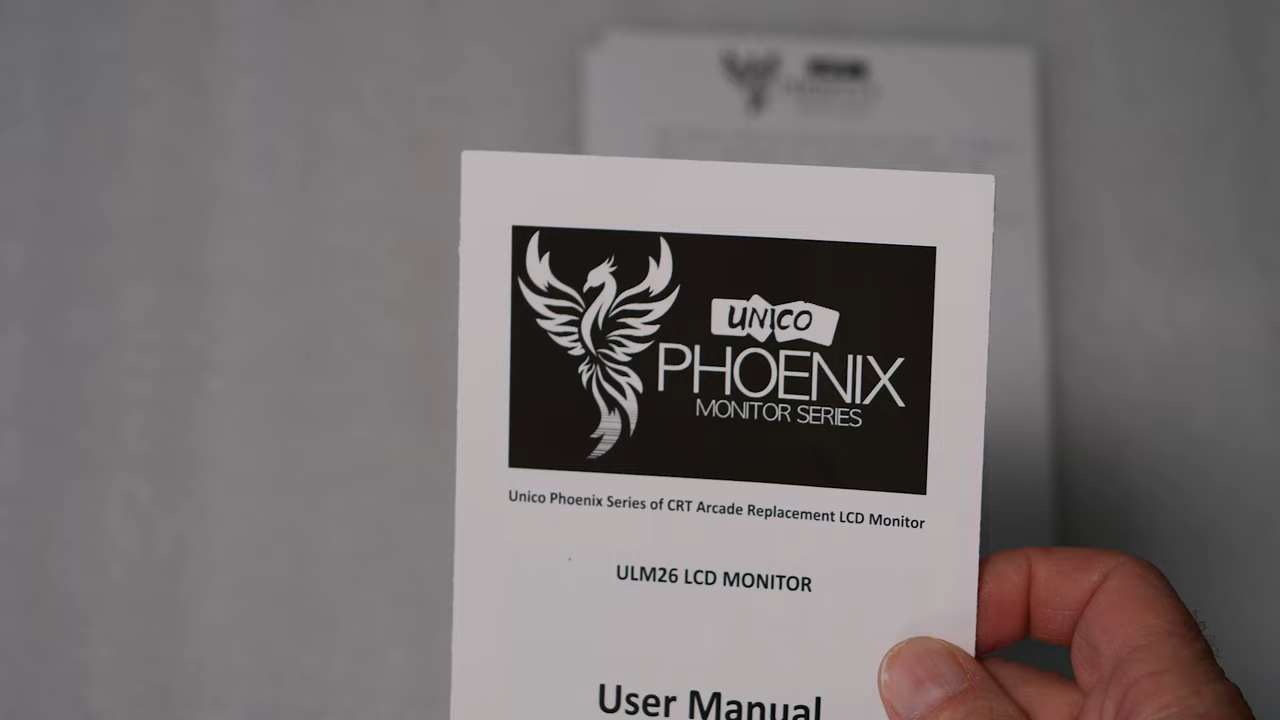 UNICO
PHOENIX
MONITOR SERIES
Unico Phoenix Series of CRT Arcade Replacement LCD Monitor
ULM26 LCD MONITOR
User Manual